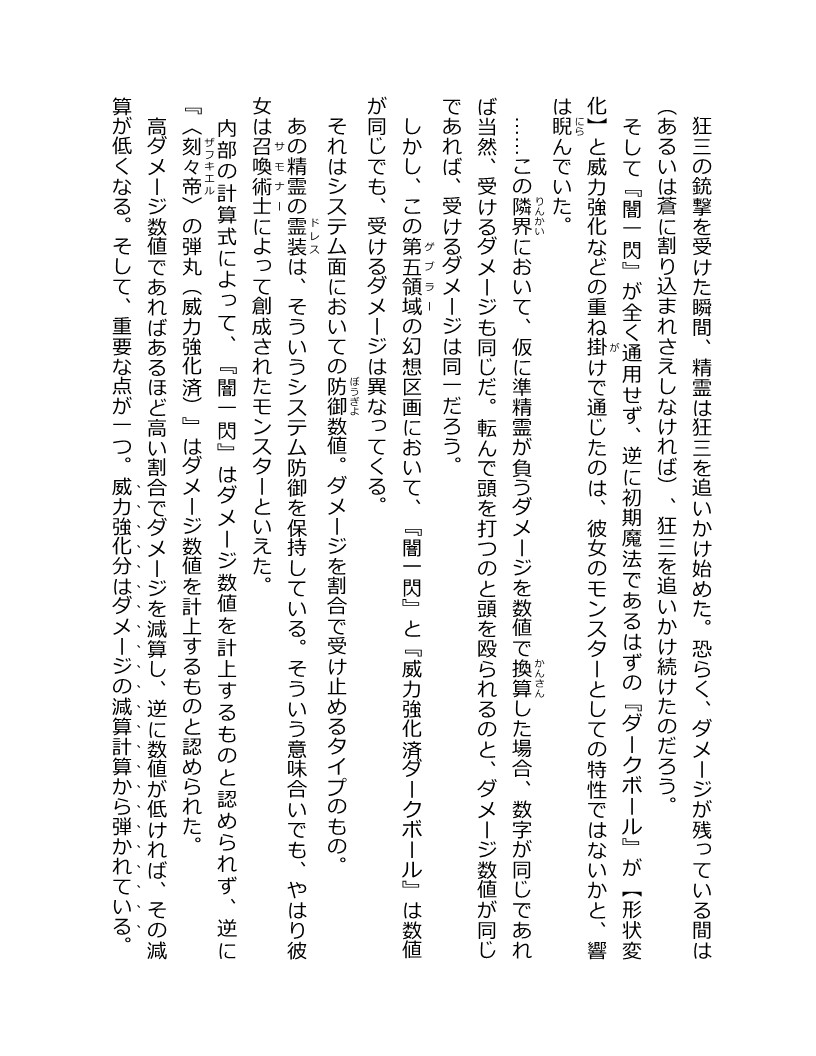 狂三の銃撃を受けた瞬間、精霊は狂三を追いかけ始めた。恐らく、ダメージが残っている間は
(あるいは蒼に割り込まれさえしなければ)、狂三を追いかけ続けたのだろう。
そして『闇一閃』が全く通用せず、逆に初期魔法であるはずの『ダークボール』が【形状変
化】と威力強化などの重ね掛けで通じたのは、彼女のモンスターとしての特性ではないかと、響
は睨んでいた。
……この隣界において、仮に準精霊が負うダメージを数値で換算した場合、数字が同じであれ
ば当然、受けるダメージも同じだ。転んで頭を打つのと頭を殴られるのと、ダメージ数値が同じ
であれば、受けるダメージは同一だろう。
しかし、この第五領域の幻想区画において、『闇一閃』と『威力強化済ダークボール』は数値
が同じでも、受けるダメージは異なってくる。
それはシステム面においての防御数値。ダメージを割合で受け止めるタイプのもの。
あの精霊の霊装は、そういうシステム防御を保持している。そういう意味合いでも、やはり彼
女は召喚術士によって創成されたモンスターといえた。
内部の計算式によって、『闇一閃』はダメージ数値を計上するものと認められず、逆に
『〈刻々帝〉の弾丸(威力強化済)』はダメージ数値を計上するものと認められた。
高ダメージ数値であればあるほど高い割合でダメージを減算し、逆に数値が低ければ、その減
算が低くなる。そして、重要な点が一つ。威力強化分はダメージの減算計算から弾かれている。